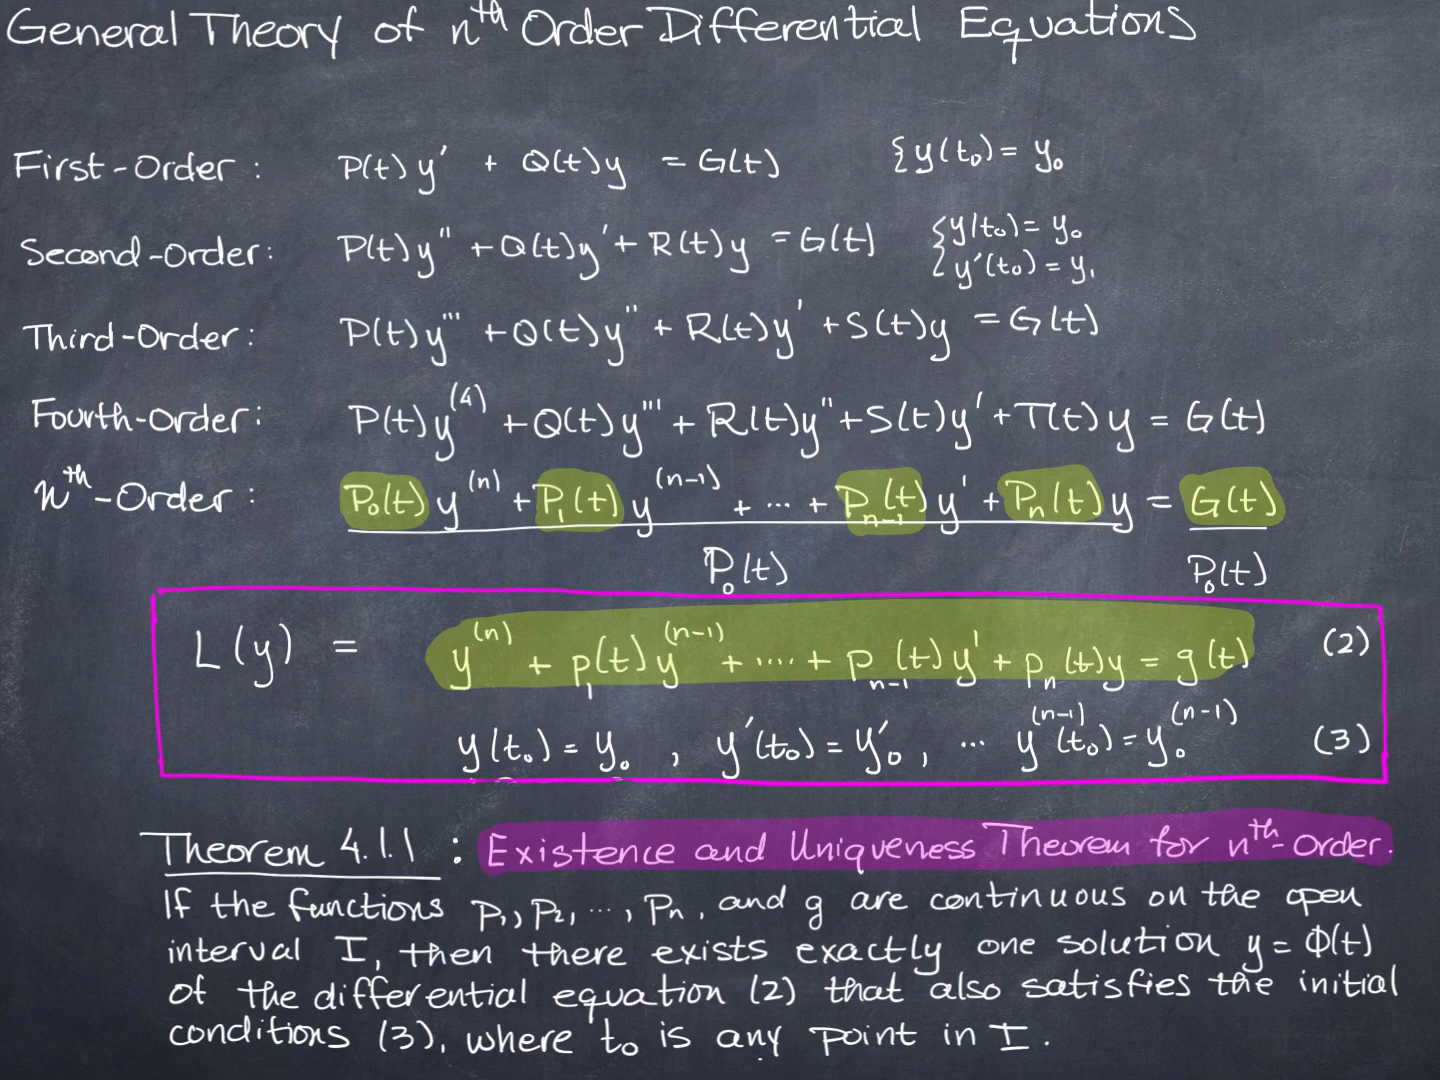 General Theory of nᵗʰ Order Differential Equations
First-Order: P(t)y′ + Q(t)y = G(t) {y(t₀) = y₀
Second-Order: P(t)y″ + Q(t)y′ + R(t)y = G(t) {y(t₀) = y₀
y′(t₀) = y₁
Third-Order: P(t)y‴ + Q(t)y″ + R(t)y′ + S(t)y = G(t)
Fourth-Order: P(t)y⁽⁴⁾ + Q(t)y‴ + R(t)y″ + S(t)y′ + T(t)y = G(t)
nᵗʰ-Order: P₀(t)y⁽ⁿ⁾ + P₁(t)y⁽ⁿ⁻¹⁾ + ... + Pₙ₋₁(t)y′ + Pₙ(t)y = G(t)
P₀(t) P₀(t)
L(y) = y⁽ⁿ⁾ + p₁(t)y⁽ⁿ⁻¹⁾ + .... + pₙ₋₁(t)y′ + pₙ(t)y = g(t) (2)
y(t₀) = y₀, y′(t₀) = y′₀, ... y⁽ⁿ⁻¹⁾(t₀) = y₀⁽ⁿ⁻¹⁾ (3)
Theorem 4.1.1: Existence and Uniqueness Theorem for nᵗʰ-Order.
If the functions p₁, p₂, ..., pₙ, and g are continuous on the open
interval I, then there exists exactly one solution y = Φ(t)
of the differential equation (2) that also satisfies the initial
conditions (3), where t₀ is any point in I.